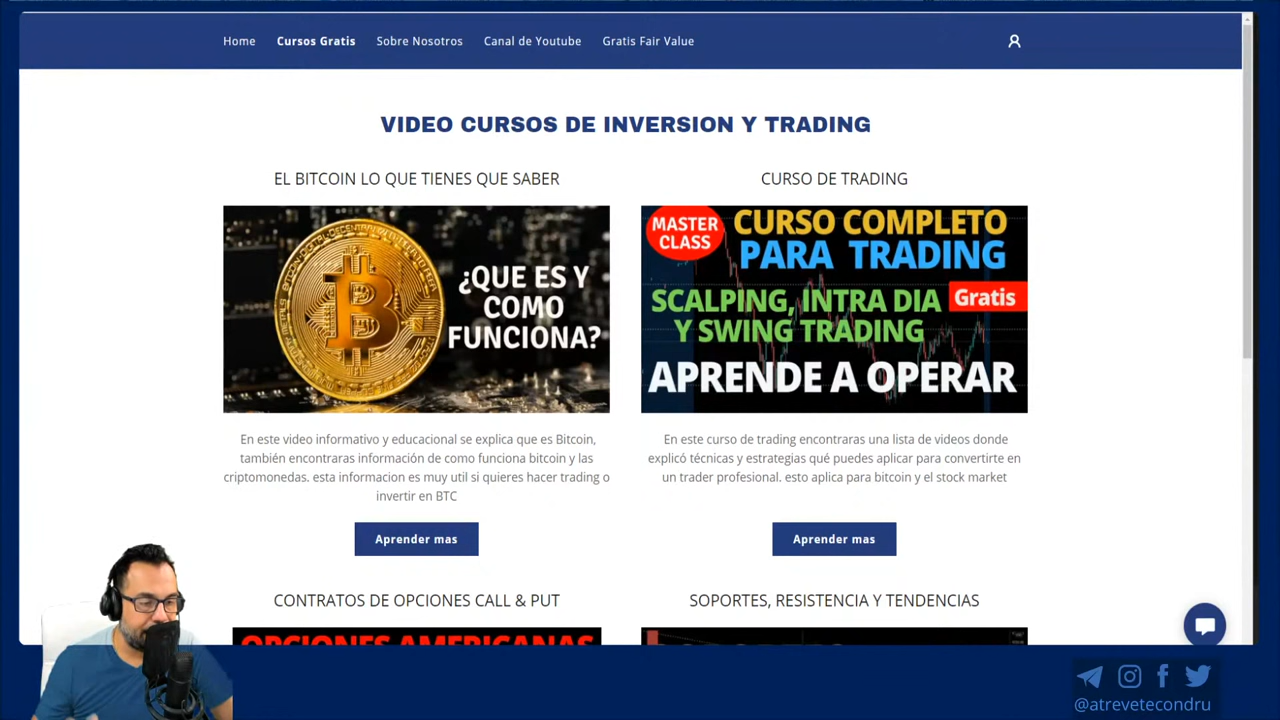 Home Cursos Gratis Sobre Nosotros Canal de Youtube Gratis Fair Value
VIDEO CURSOS DE INVERSION Y TRADING
EL BITCOIN LO QUE TIENES QUE SABER
¿QUE ES Y
COMO
FUNCIONA?
En este video informativo y educacional se explica que es Bitcoin,
también encontraras información de como funciona bitcoin y las
criptomonedas. esta informacion es muy util si quieres hacer trading o
invertir en BTC
Aprender mas
CURSO DE TRADING
MASTER
CLASS
CURSO COMPLETO
PARA TRADING
SCALPING, INTRA DIA
Gratis
Y SWING TRADING
APRENDE A OPERAR
En este curso de trading encontraras una lista de videos donde
explicó técnicas y estrategias qué puedes aplicar para convertirte en
un trader profesional. esto aplica para bitcoin y el stock market
Aprender mas
CONTRATOS DE OPCIONES CALL & PUT
OPCIONES AMERICANAS
SOPORTES, RESISTENCIA Y TENDENCIAS
@atrevetecondru